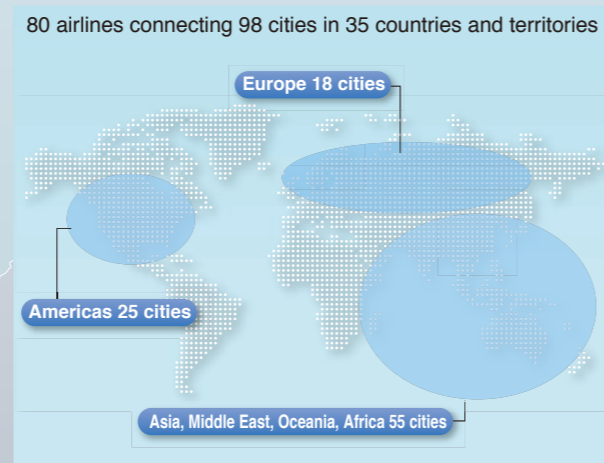 80 airlines connecting 98 cities in 35 countries and territories
Europe 18 cities
Americas 25 cities
Asia, Middle East, Oceania, Africa 55 cities